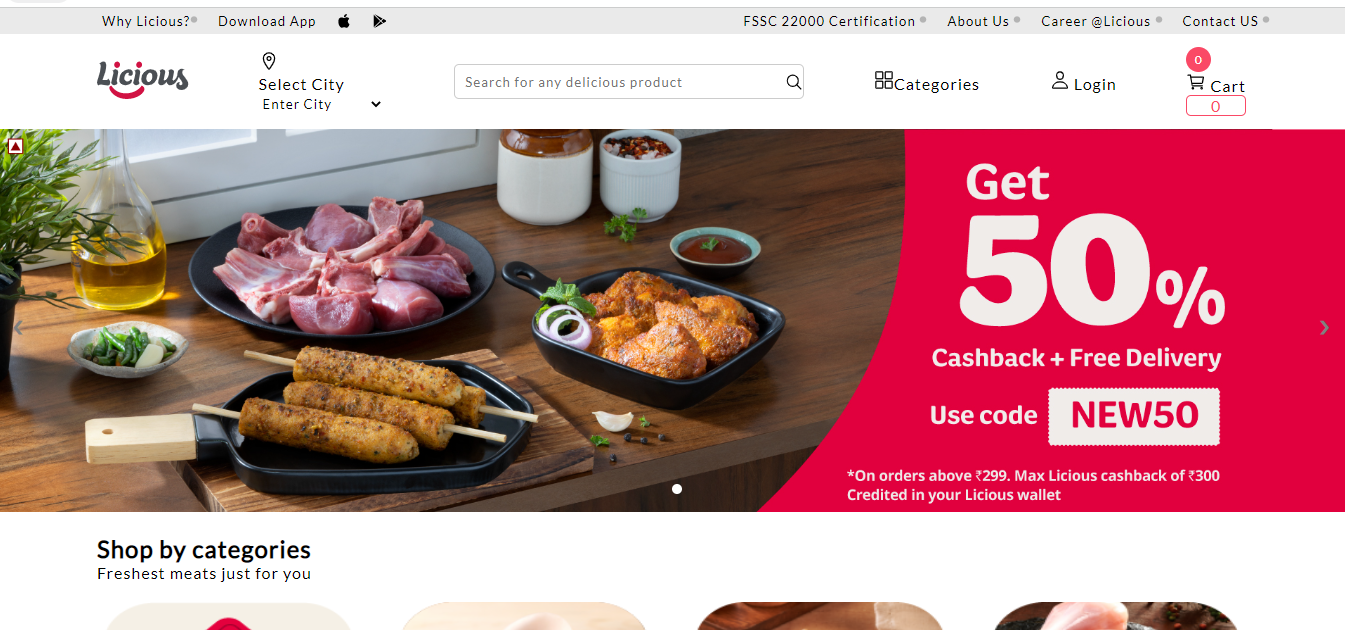 Why Licious?
Download App
FSSC 22000 Certification
About Us
Career @Licious
Contact US
Licious
Select City
Enter City
Search for any delicious product
Categories
Login
0
Cart
0
Get
50%
Cashback + Free Delivery
Use code NEW50
*On orders above ₹299. Max Licious cashback of ₹300
Credited in your Licious wallet
Shop by categories
Freshest meats just for you